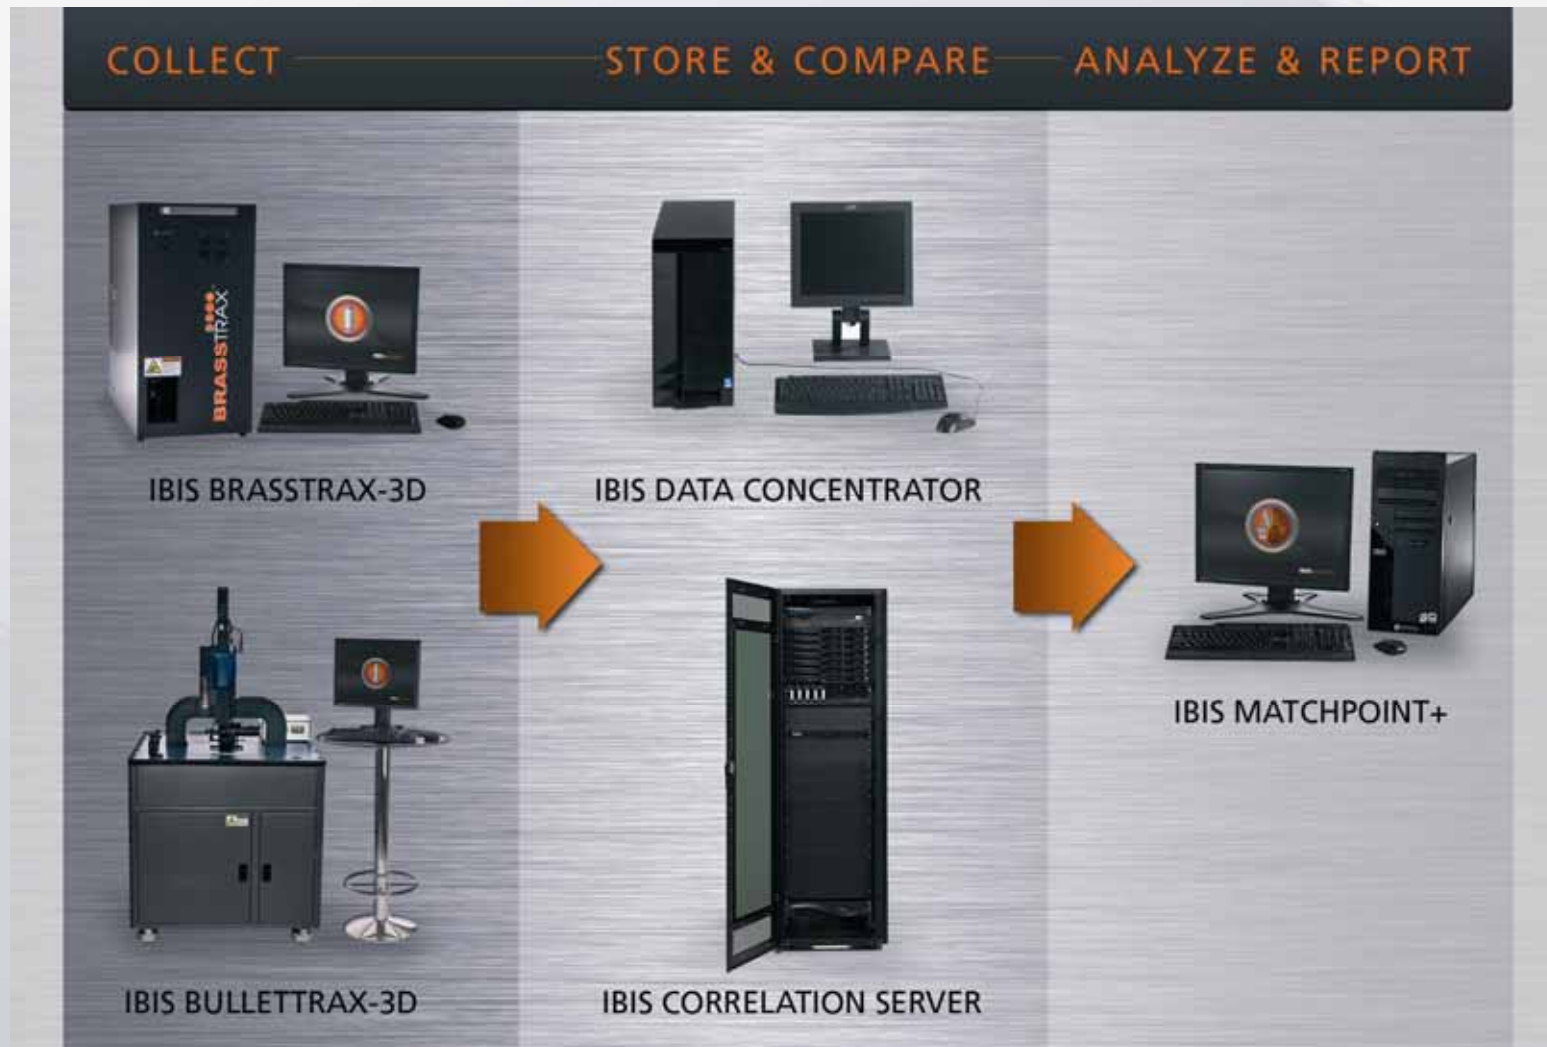 COLLECT
STORE & COMPARE
ANALYZE & REPORT
BRASSTRAX
IBIS BRASSTRAX-3D
IBIS DATA CONCENTRATOR
IBIS MATCHPOINT+
IBIS BULLETTRAX-3D
IBIS CORRELATION SERVER